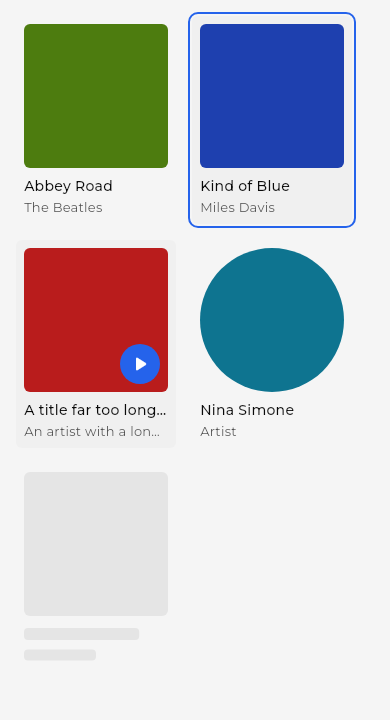 Abbey Road
The Beatles
Kind of Blue
Miles Davis
A title far too long...
An artist with a lon...
Nina Simone
Artist